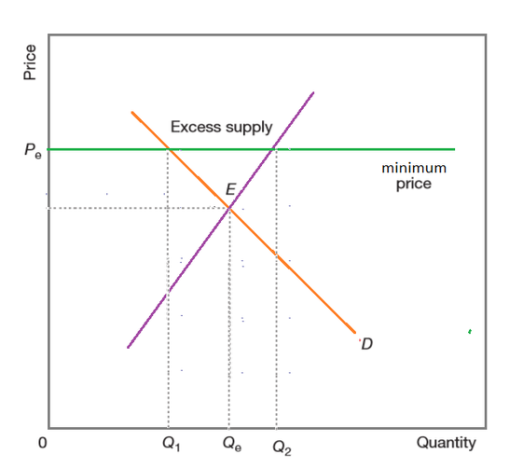 Price
Excess supply
Pe
minimum
price
E
D
0
Q1
Qe
Q2
Quantity